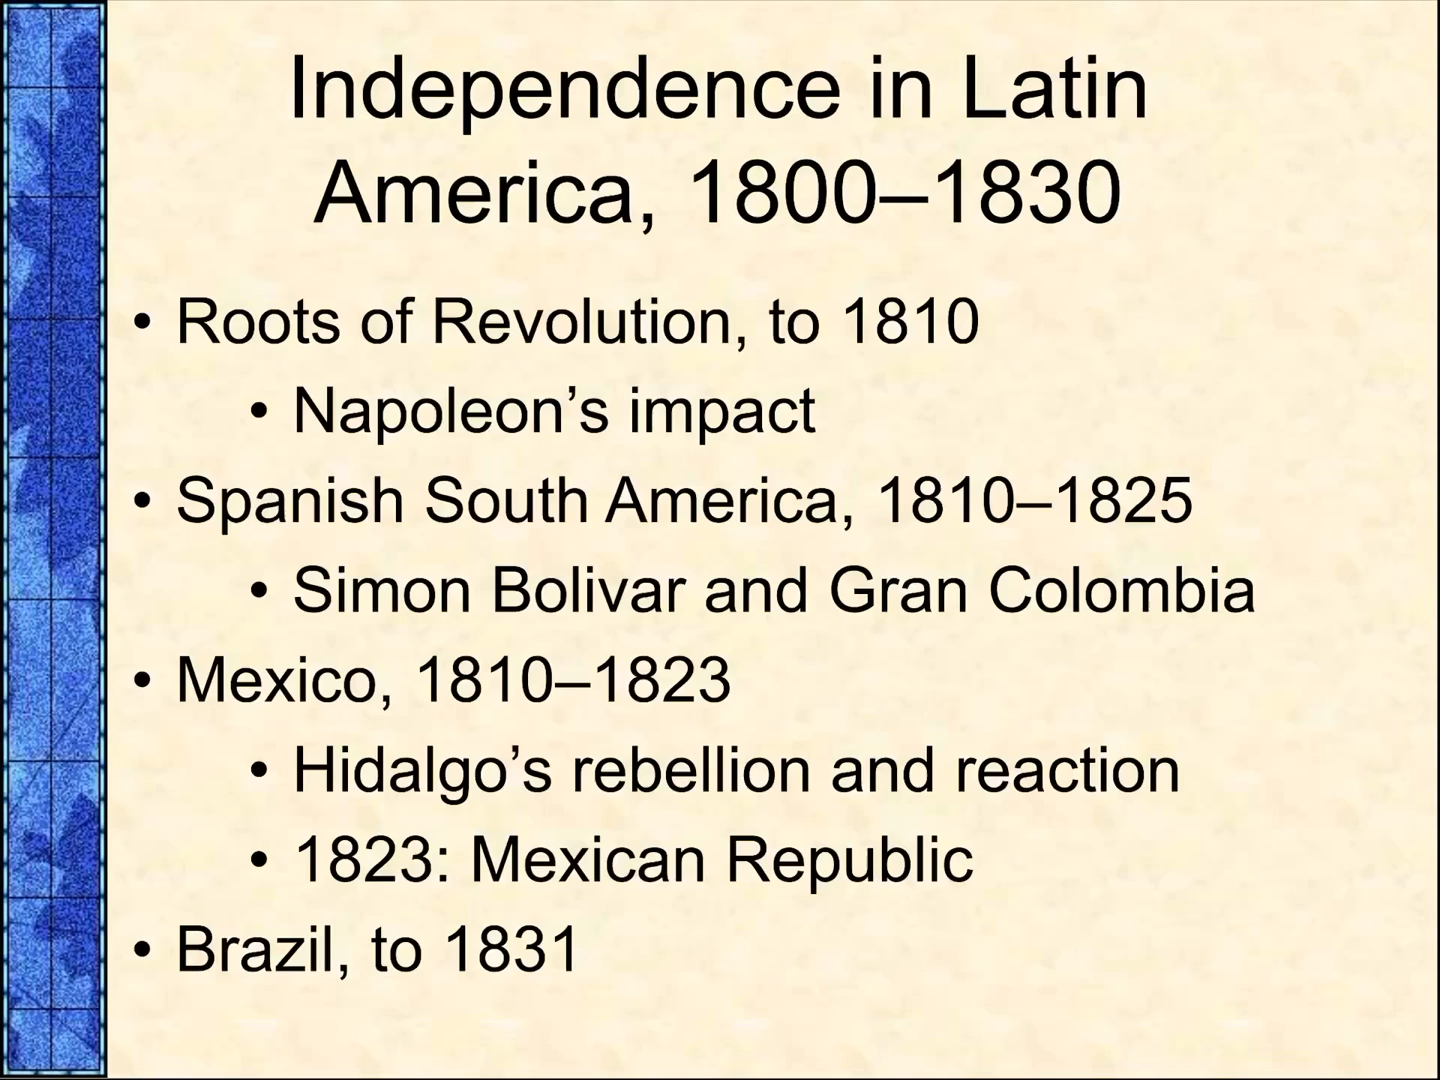 Independence in Latin
America, 1800–1830
• Roots of Revolution, to 1810
• Napoleon’s impact
• Spanish South America, 1810–1825
• Simon Bolivar and Gran Colombia
• Mexico, 1810–1823
• Hidalgo’s rebellion and reaction
• 1823: Mexican Republic
• Brazil, to 1831